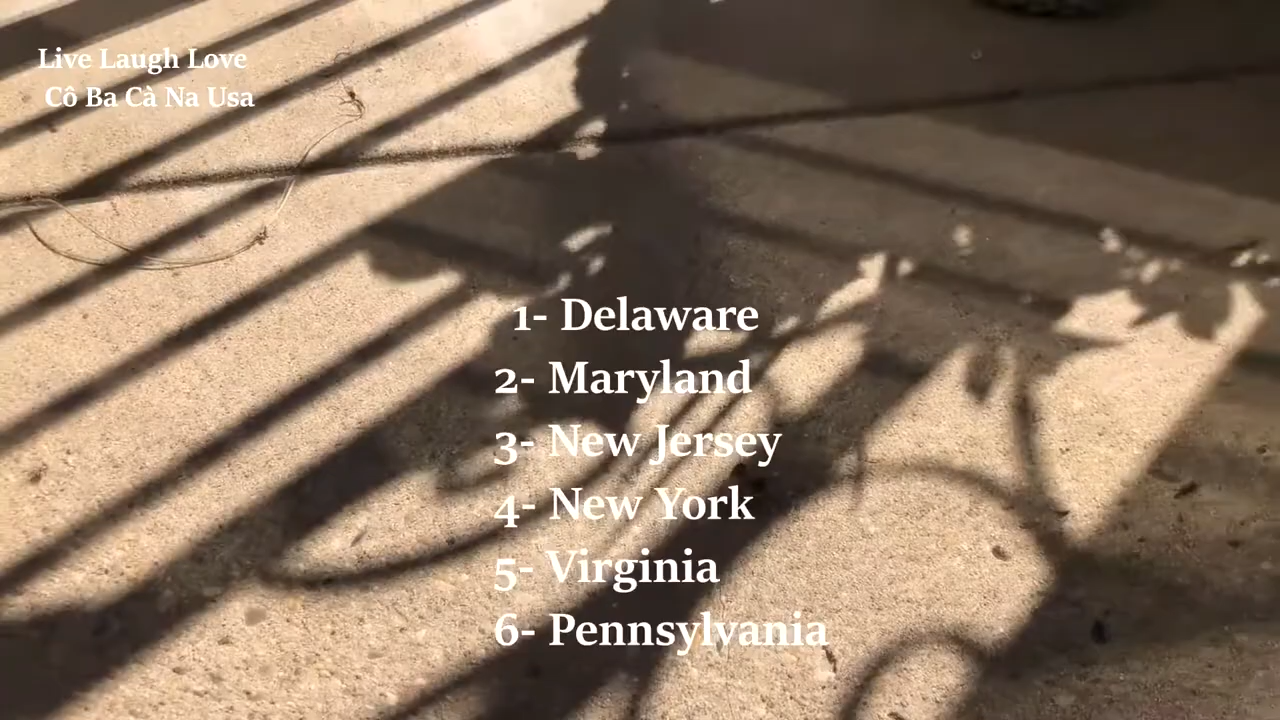 Live Laugh Love
Cô Ba Cà Na Usa
1- Delaware
2- Maryland
3- New Jersey
4- New York
5- Virginia
6- Pennsylvania